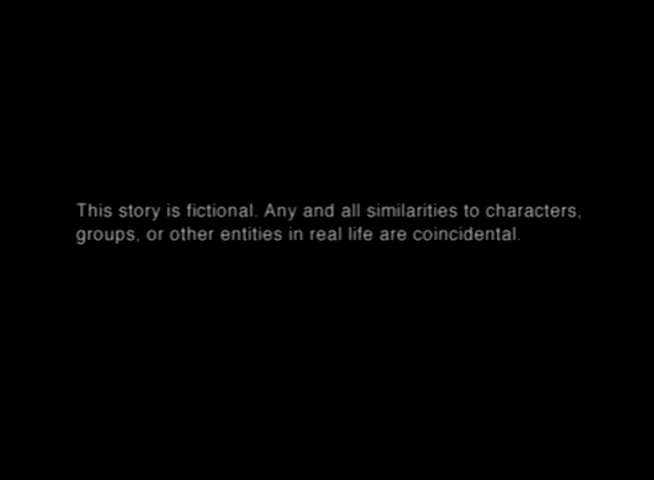 This story is fictional. Any and all similarities to characters,
groups, or other entities in real life are coincidental.